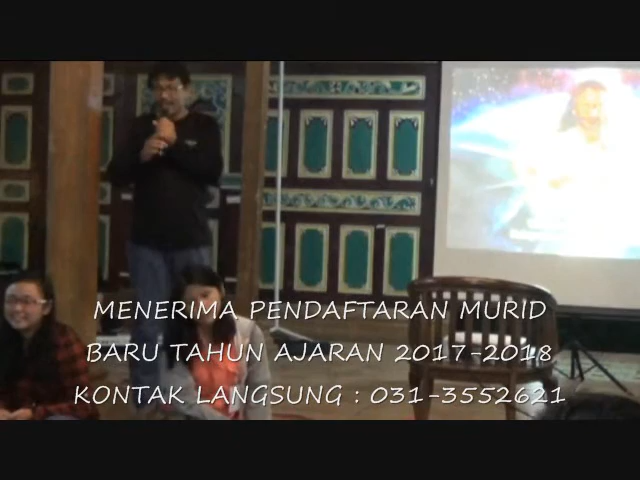 MENERIMA PENDAFTARAN MURID
BARU TAHUN AJARAN 2017-2018
KONTAK LANGSUNG : 031-3552621